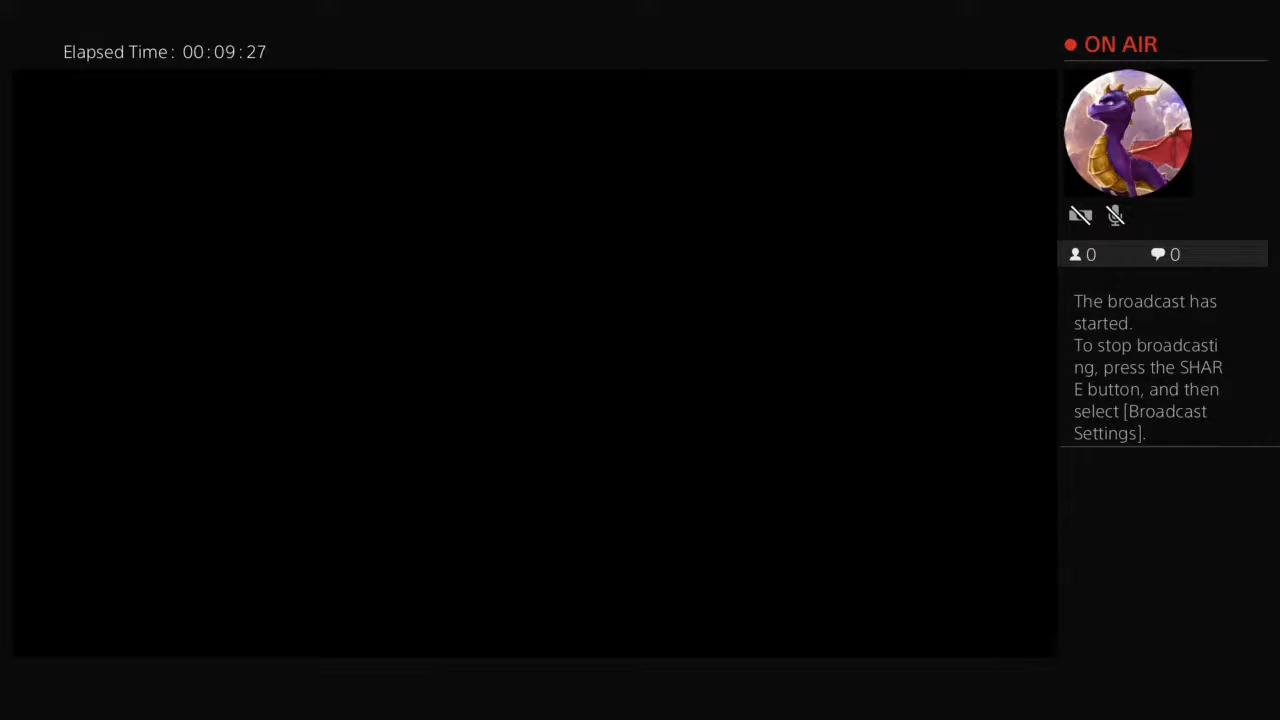 Elapsed Time: 00:09:27
ON AIR
0 0
The broadcast has
started.
To stop broadcasti
ng, press the SHAR
E button, and then
select [Broadcast
Settings].